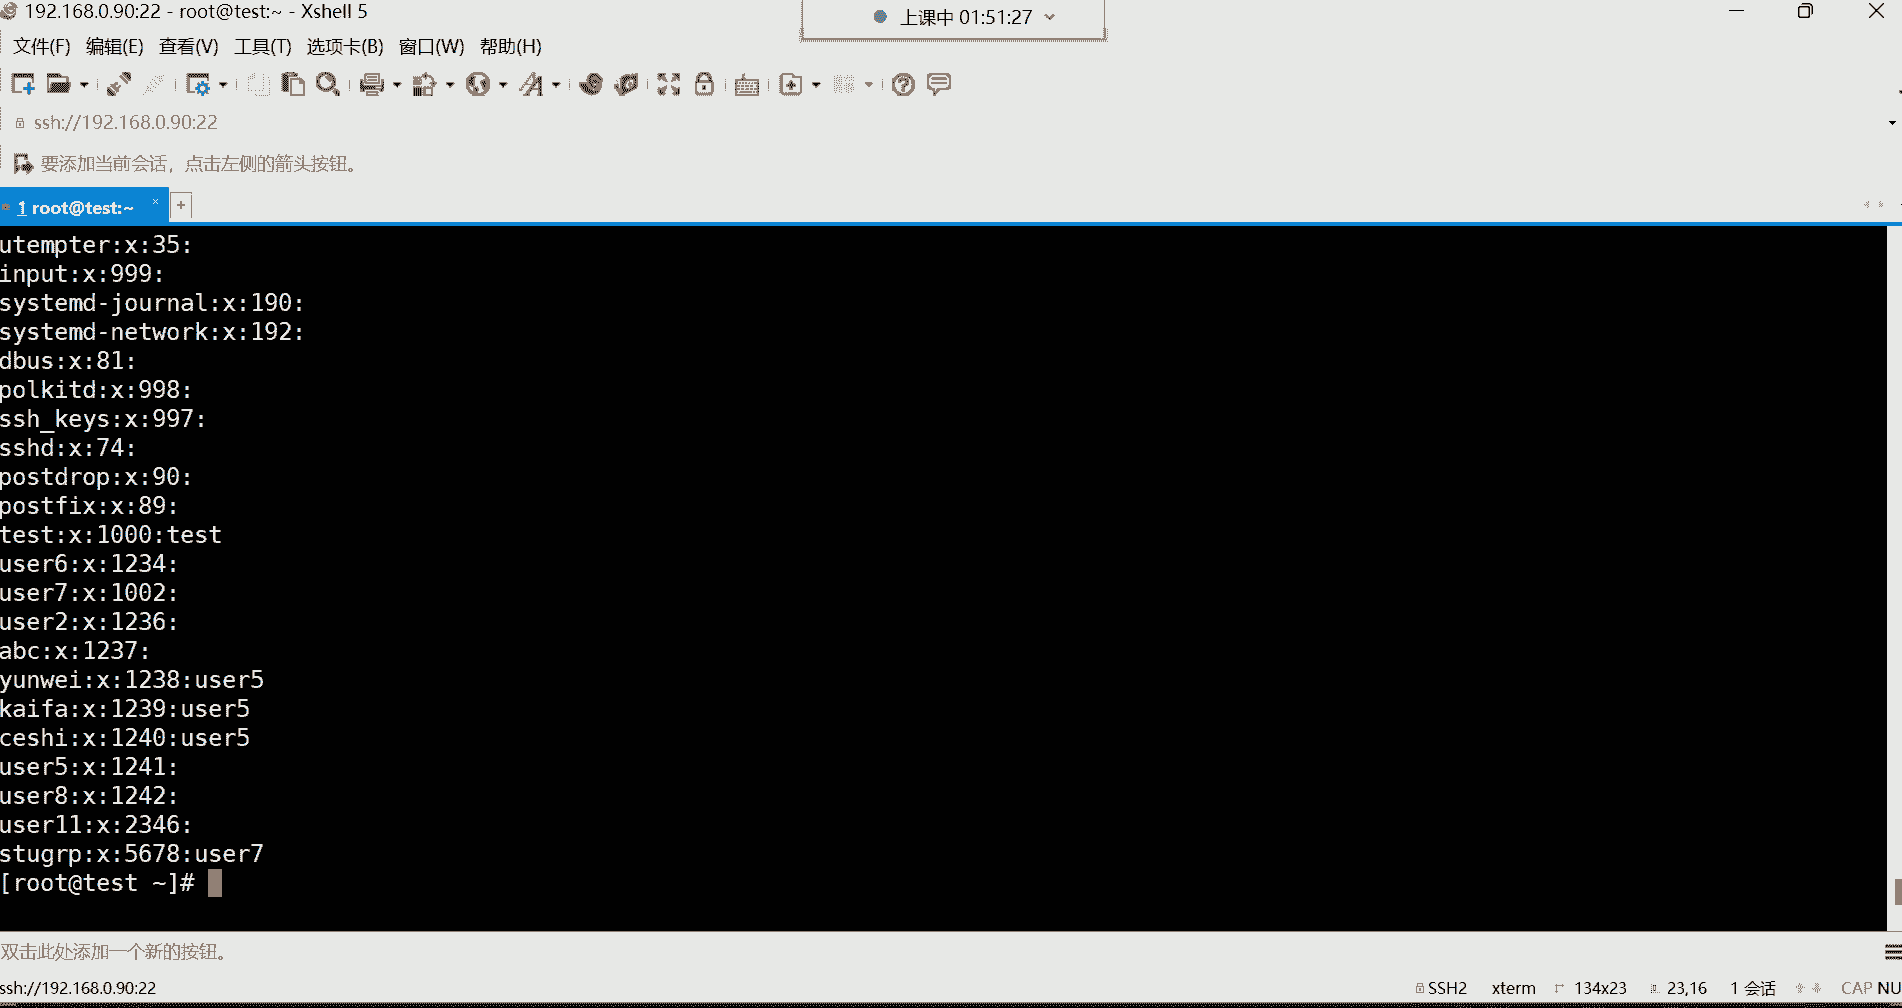 192.168.0.90:22 - root@test:~ - Xshell 5
上课中 01:51:27
文件(F) 编辑(E) 查看(V) 工具(T) 选项卡(B) 窗口(W) 帮助(H)
ssh://192.168.0.90:22
要添加当前会话，点击左侧的箭头按钮。
1 root@test:~ × +
utempter:x:35:
input:x:999:
systemd-journal:x:190:
systemd-network:x:192:
dbus:x:81:
polkitd:x:998:
ssh_keys:x:997:
sshd:x:74:
postdrop:x:90:
postfix:x:89:
test:x:1000:test
user6:x:1234:
user7:x:1002:
user2:x:1236:
abc:x:1237:
yunwei:x:1238:user5
kaifa:x:1239:user5
ceshi:x:1240:user5
user5:x:1241:
user8:x:1242:
user11:x:2346:
stugrp:x:5678:user7
[root@test ~]#
双击此处添加一个新的按钮。
ssh://192.168.0.90:22 SSH2 xterm 134x23 23,16 1 会话 CAP NU